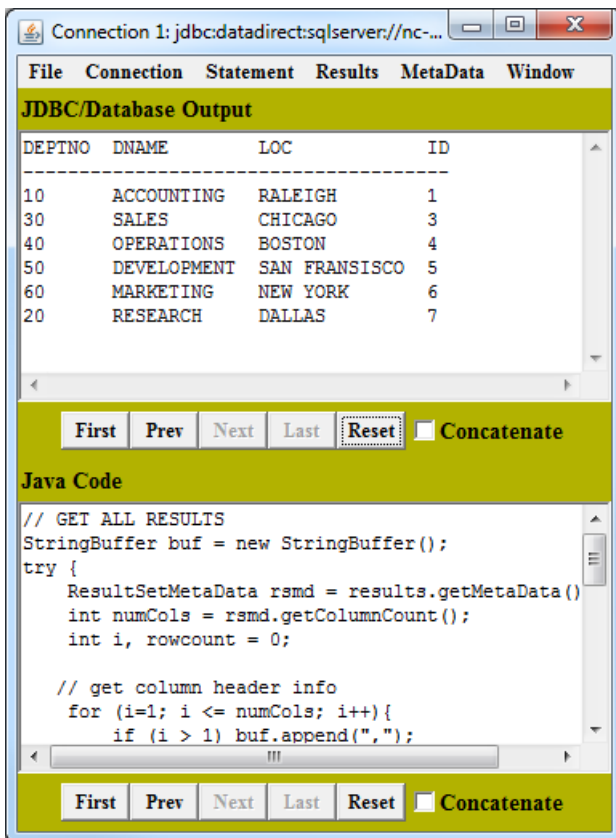 Connection 1: jdbc:datadirect:sqlserver://nc-...
File Connection Statement Results MetaData Window
JDBC/Database Output
DEPTNO DNAME LOC ID
---------------------------------------
10 ACCOUNTING RALEIGH 1
30 SALES CHICAGO 3
40 OPERATIONS BOSTON 4
50 DEVELOPMENT SAN FRANSISCO 5
60 MARKETING NEW YORK 6
20 RESEARCH DALLAS 7
First Prev Next Last Reset Concatenate
Java Code
// GET ALL RESULTS
StringBuffer buf = new StringBuffer();
try {
ResultSetMetaData rsmd = results.getMetaData()
int numCols = rsmd.getColumnCount();
int i, rowcount = 0;
// get column header info
for (i=1; i <= numCols; i++){
if (i > 1) buf.append(",");
First Prev Next Last Reset Concatenate